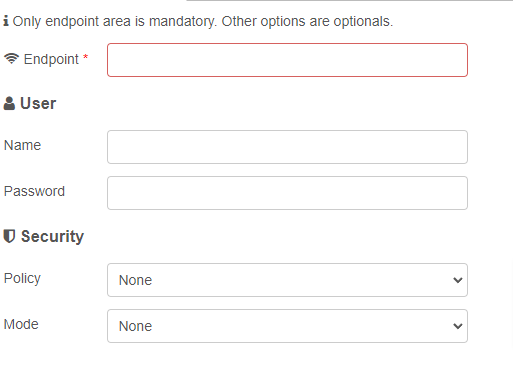 Only endpoint area is mandatory. Other options are optionals.
Endpoint *
User
Name
Password
Security
Policy None
Mode None